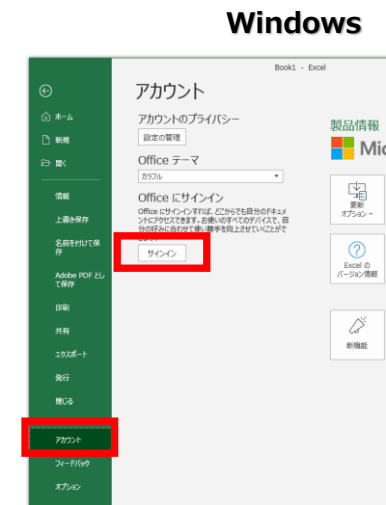 Windows
Book1 - Excel
アカウント
ホーム
新規
開く
情報
上書き保存
名前を付けて保
存
Adobe PDF とし
て保存
印刷
共有
エクスポート
発行
閉じる
アカウント
フィードバック
オプション
アカウントのプライバシー
設定の管理
Office テーマ
カラフル
Office にサインイン
Office にサインインすれば、どこからでも自分のドキュメ
ントにアクセスできます。お使いのすべてのデバイスで、自
分の好みに合わせて使い勝手を向上させていくことがで
サインイン
製品情報
Mic
更新
オプション
Excel の
バージョン情報
新機能